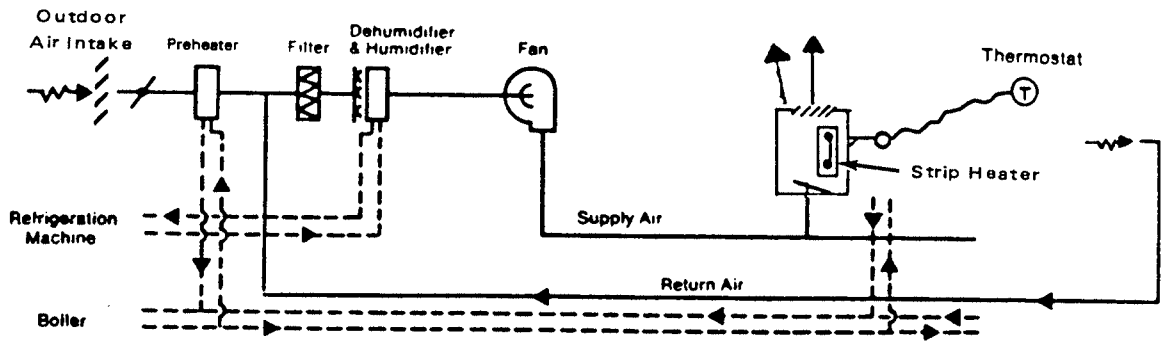 Outdoor
Air Intake
Preheater
Filter
Dehumidifier
& Humidifier
Fan
Thermostat
T
Strip Heater
Refrigeration
Machine
Supply Air
Return Air
Boiler